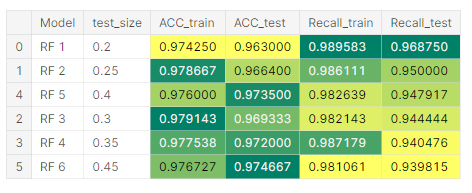 Model test_size ACC_train ACC_test Recall_train Recall_test
0 RF 1 0.2 0.974250 0.963000 0.989583 0.968750
1 RF 2 0.25 0.978667 0.966400 0.986111 0.950000
4 RF 5 0.4 0.976000 0.973500 0.982639 0.947917
2 RF 3 0.3 0.979143 0.969333 0.982143 0.944444
3 RF 4 0.35 0.977538 0.972000 0.987179 0.940476
5 RF 6 0.45 0.976727 0.974667 0.981061 0.939815